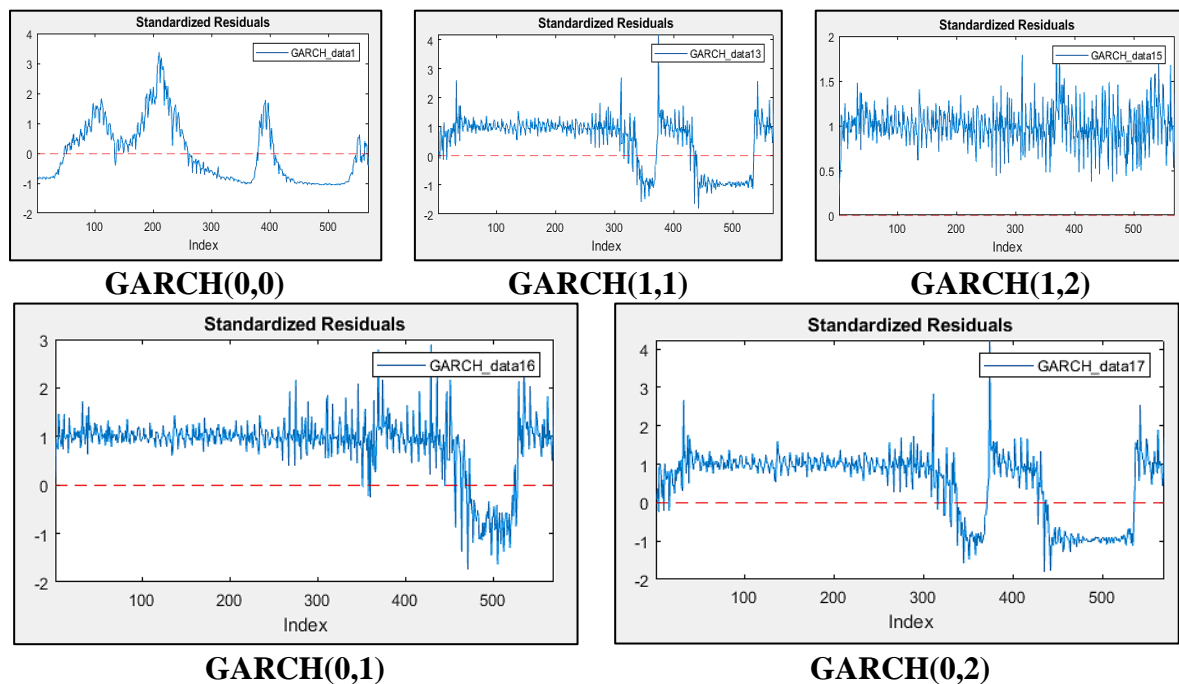 Standardized Residuals
GARCH_data1
4
3
2
1
0
-1
-2
100
200
300
400
500
Index
GARCH(0,0)
Standardized Residuals
GARCH_data13
4
3
2
1
0
-1
-2
100
200
300
400
500
Index
GARCH(1,1)
Standardized Residuals
GARCH_data15
2
1.5
1
0.5
0
100
200
300
400
500
Index
GARCH(1,2)
Standardized Residuals
GARCH_data16
3
2
1
0
-1
-2
100
200
300
400
500
Index
GARCH(0,1)
Standardized Residuals
GARCH_data17
4
3
2
1
0
-1
-2
100
200
300
400
500
Index
GARCH(0,2)